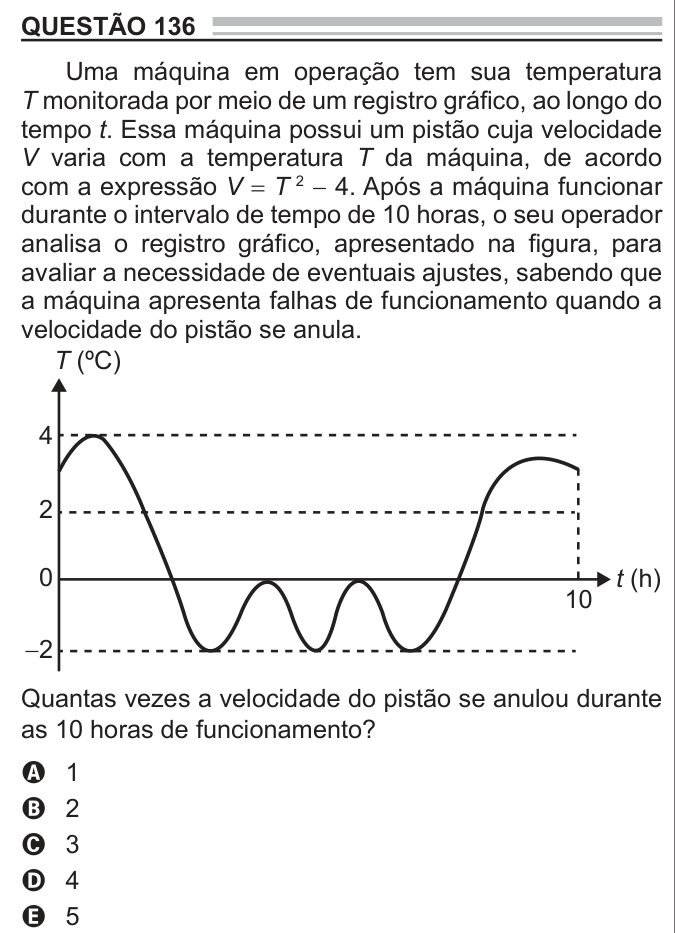 QUESTÃO 136
Uma máquina em operação tem sua temperatura
T monitorada por meio de um registro gráfico, ao longo do
tempo t. Essa máquina possui um pistão cuja velocidade
V varia com a temperatura T da máquina, de acordo
com a expressão V = T² – 4. Após a máquina funcionar
durante o intervalo de tempo de 10 horas, o seu operador
analisa o registro gráfico, apresentado na figura, para
avaliar a necessidade de eventuais ajustes, sabendo que
a máquina apresenta falhas de funcionamento quando a
velocidade do pistão se anula.
T (ºC)
4
2
0
t (h)
10
–2
Quantas vezes a velocidade do pistão se anulou durante
as 10 horas de funcionamento?
A 1
B 2
C 3
D 4
E 5